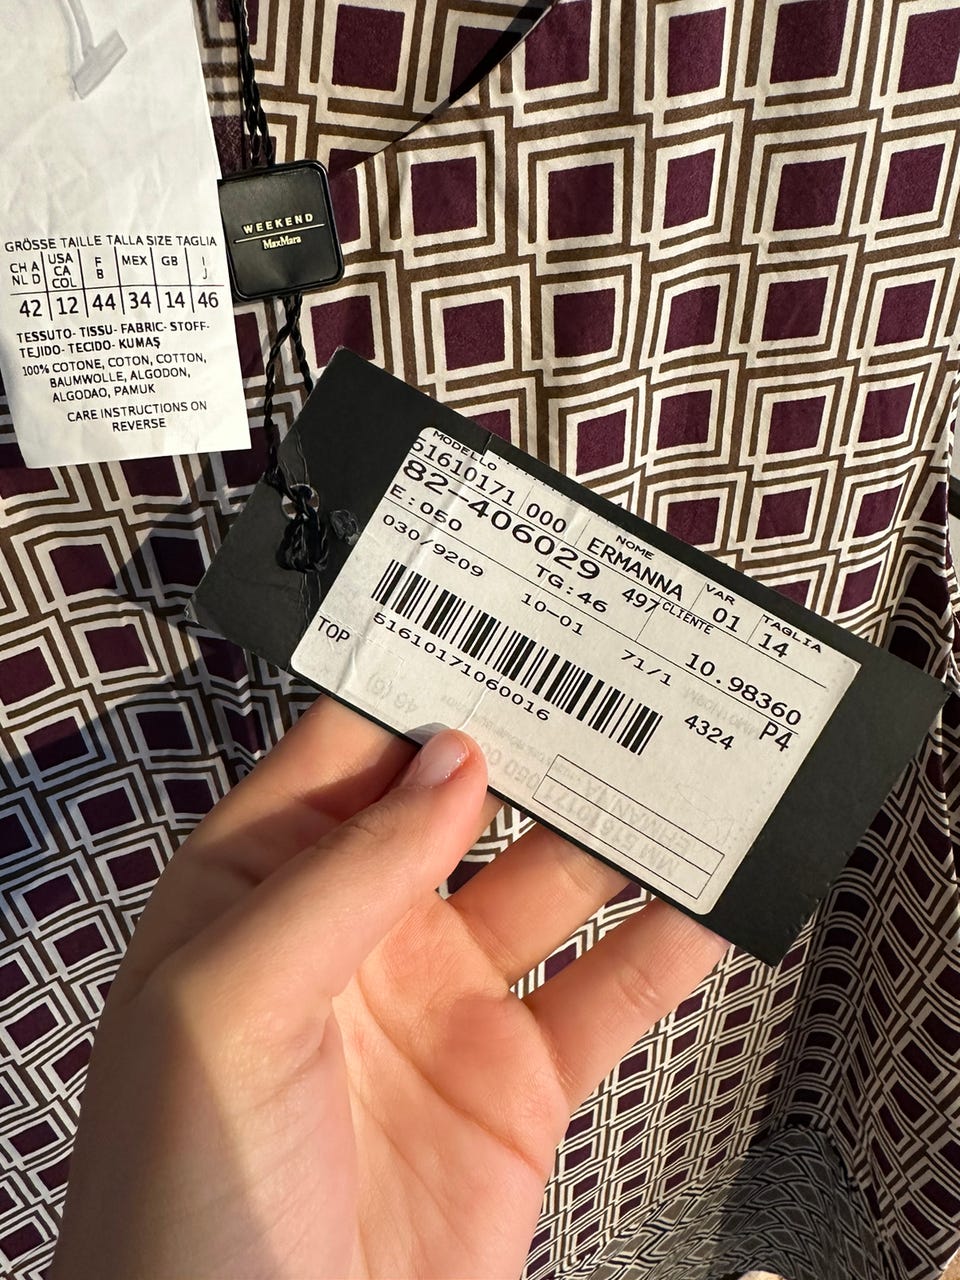 GRÖSSE TAILLE TALLA SIZE TAGLIA
CH A NL D USA CA COL F B MEX GB I J
42 12 44 34 14 46
TESSUTO- TISSU- FABRIC- STOFF-
TEJIDO- TECIDO- KUMAŞ
100% COTONE, COTON, COTTON,
BAUMWOLLE, ALGODON,
ALGODAO, PAMUK
CARE INSTRUCTIONS ON
REVERSE
WEEKEND
MaxMara
MODELLO NOME VAR TAGLIA
51610171 000 ERMANNA 01 14
82-406029 497 CLIENTE
E:050 TG:46 10.98360
030/9209 10-01 71/1 4324 P4
TOP
5161017106016